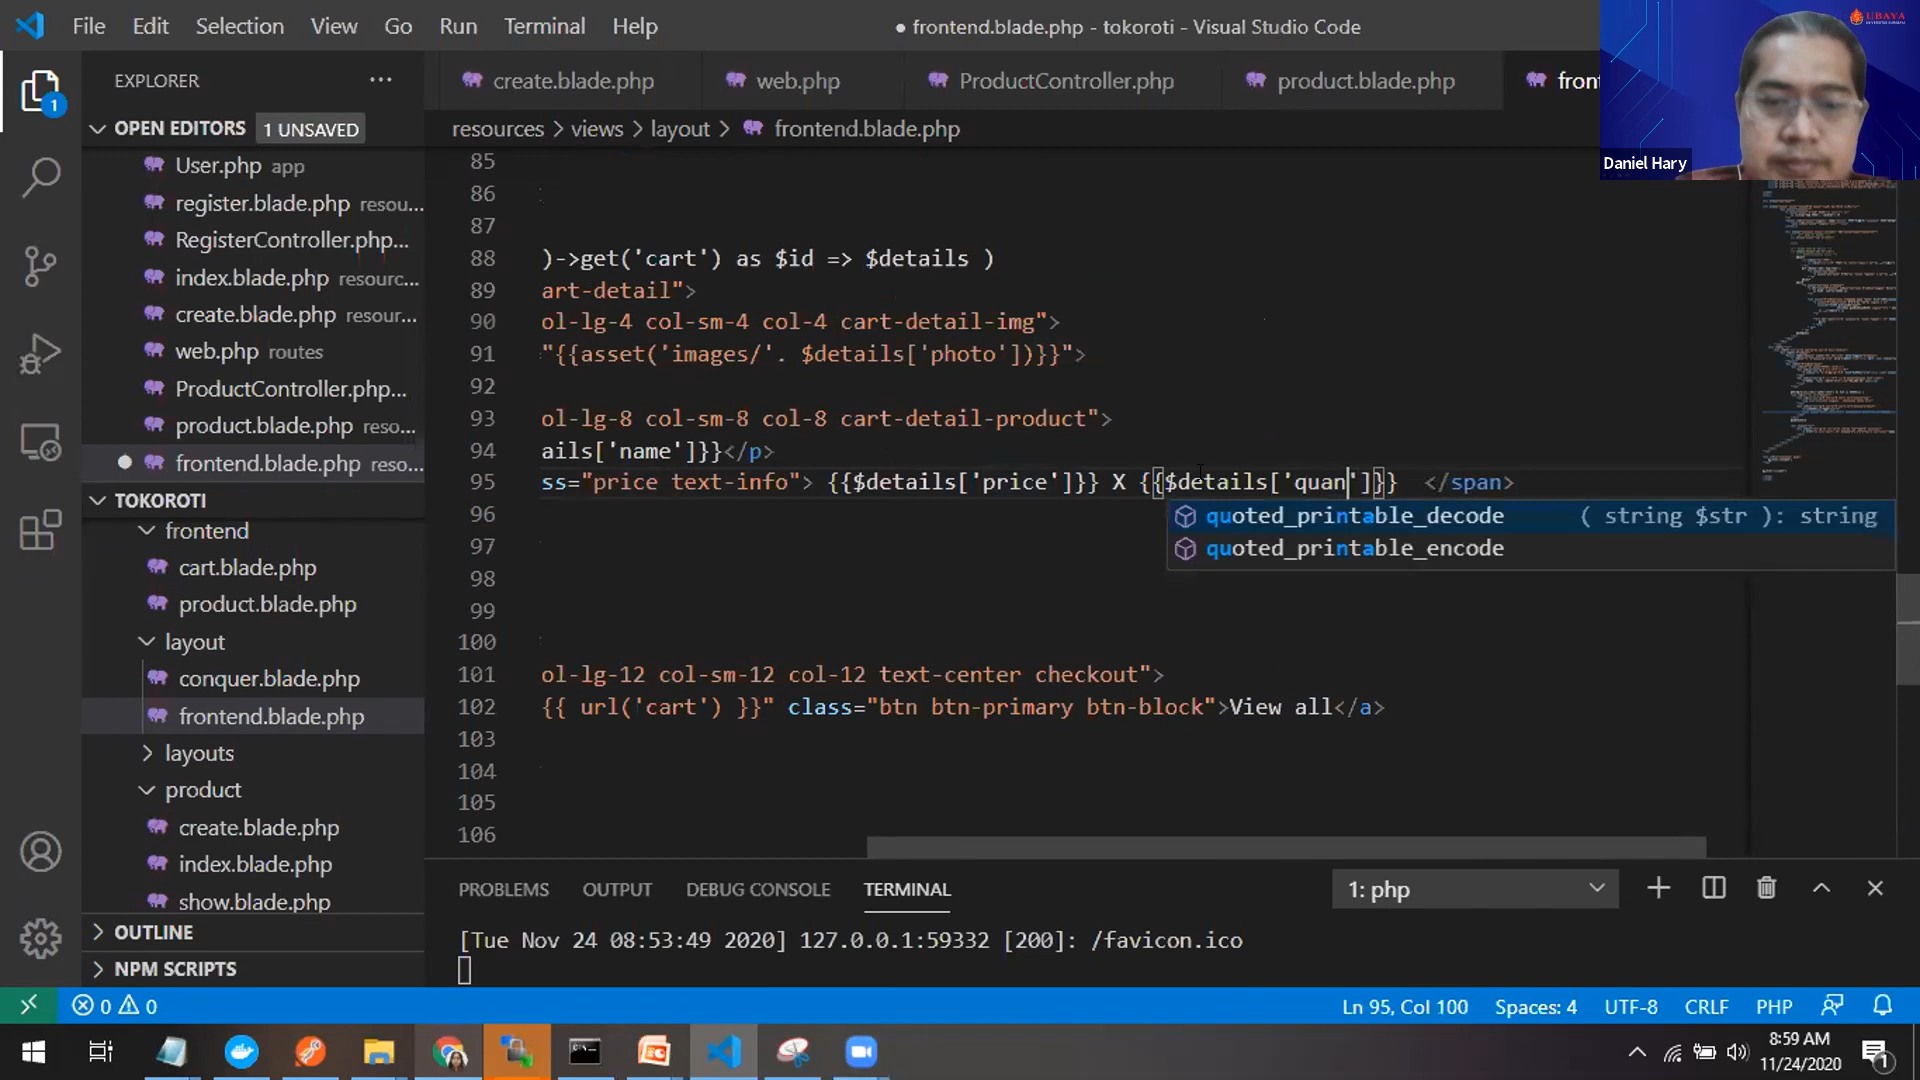 File Edit Selection View Go Run Terminal Help
● frontend.blade.php - tokoroti - Visual Studio Code
UBAYA
Daniel Hary
EXPLORER ...
create.blade.php web.php ProductController.php product.blade.php fron
resources > views > layout > frontend.blade.php
1
OPEN EDITORS 1 UNSAVED
User.php app
register.blade.php resou...
RegisterController.php...
index.blade.php resourc...
create.blade.php resour...
web.php routes
ProductController.php...
product.blade.php reso...
frontend.blade.php reso...
TOKOROTI
frontend
cart.blade.php
product.blade.php
layout
conquer.blade.php
frontend.blade.php
layouts
product
create.blade.php
index.blade.php
show.blade.php
OUTLINE
NPM SCRIPTS
85
86
87
88 )->get('cart') as $id => $details )
89 art-detail">
90 ol-lg-4 col-sm-4 col-4 cart-detail-img">
91 "{{asset('images/'. $details['photo'])}}">
92
93 ol-lg-8 col-sm-8 col-8 cart-detail-product">
94 ails['name']}}</p>
95 ss="price text-info"> {{$details['price']}} X {{$details['quan']}} </span>
quoted_printable_decode ( string $str ): string
quoted_printable_encode
96
97
98
99
100
101 ol-lg-12 col-sm-12 col-12 text-center checkout">
102 {{ url('cart') }}" class="btn btn-primary btn-block">View all</a>
103
104
105
106
PROBLEMS OUTPUT DEBUG CONSOLE TERMINAL 1: php
[Tue Nov 24 08:53:49 2020] 127.0.0.1:59332 [200]: /favicon.ico
0 0 Ln 95, Col 100 Spaces: 4 UTF-8 CRLF PHP
8:59 AM
11/24/2020
1